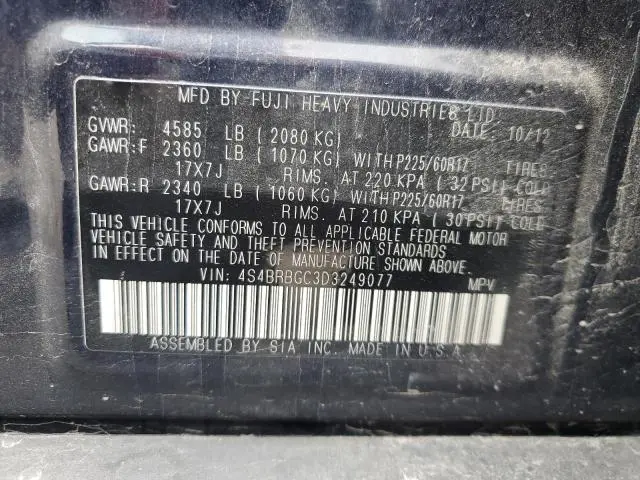 MFD BY FUJI HEAVY INDUSTRIES LTD.
DATE: 10/12
GVWR: 4585 LB ( 2080 KG)
GAWR:F 2360 LB ( 1070 KG) WITH P225/60R17 TIRES
17X7J RIMS. AT 220 KPA ( 32 PSI) COLD
GAWR:R 2340 LB ( 1060 KG) WITH P225/60R17 TIRES
17X7J RIMS. AT 210 KPA ( 30 PSI) COLD
THIS VEHICLE CONFORMS TO ALL APPLICABLE FEDERAL MOTOR
VEHICLE SAFETY AND THEFT PREVENTION STANDARDS
IN EFFECT ON THE DATE OF MANUFACTURE SHOWN ABOVE.
VIN: 4S4BRBGC3D3249077 MPV
ASSEMBLED BY SIA INC. MADE IN U.S.A.